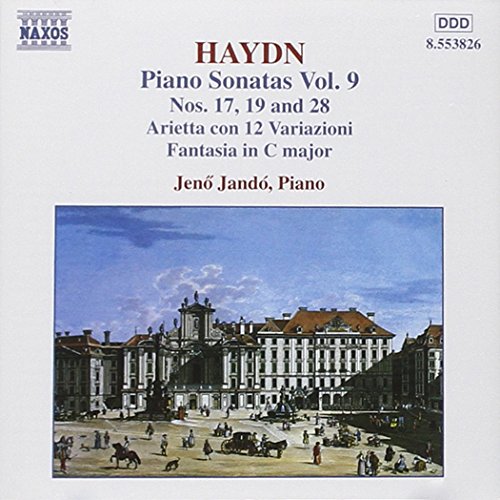 NAXOS
DDD
8.553826
HAYDN
Piano Sonatas Vol. 9
Nos. 17, 19 and 28
Arietta con 12 Variazioni
Fantasia in C major
Jenő Jandó, Piano